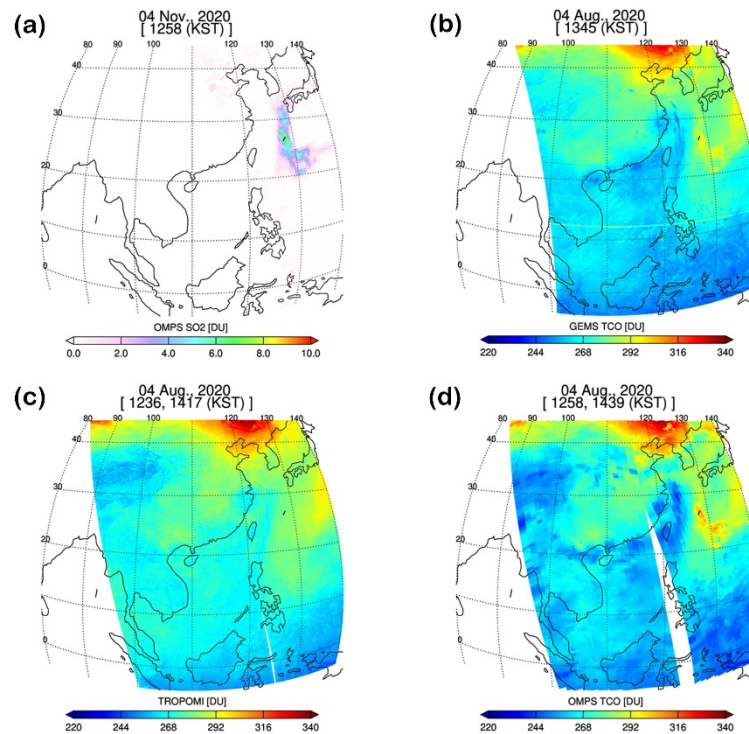 (a)
04 Nov., 2020
[ 1258 (KST) ]
80 90 100 110 120 130 140
40
30
20
10
0
OMPS SO2 [DU]
0.0 2.0 4.0 6.0 8.0 10.0
(b)
04 Aug., 2020
[ 1345 (KST) ]
80 90 100 110 120 130 140
40
30
20
10
0
GEMS TCO [DU]
220 244 268 292 316 340
(c)
04 Aug., 2020
[ 1236, 1417 (KST) ]
80 90 100 110 120 130 140
40
30
20
10
0
TROPOMI [DU]
220 244 268 292 316 340
(d)
04 Aug., 2020
[ 1258, 1439 (KST) ]
80 90 100 110 120 130 140
40
30
20
10
0
OMPS TCO [DU]
220 244 268 292 316 340